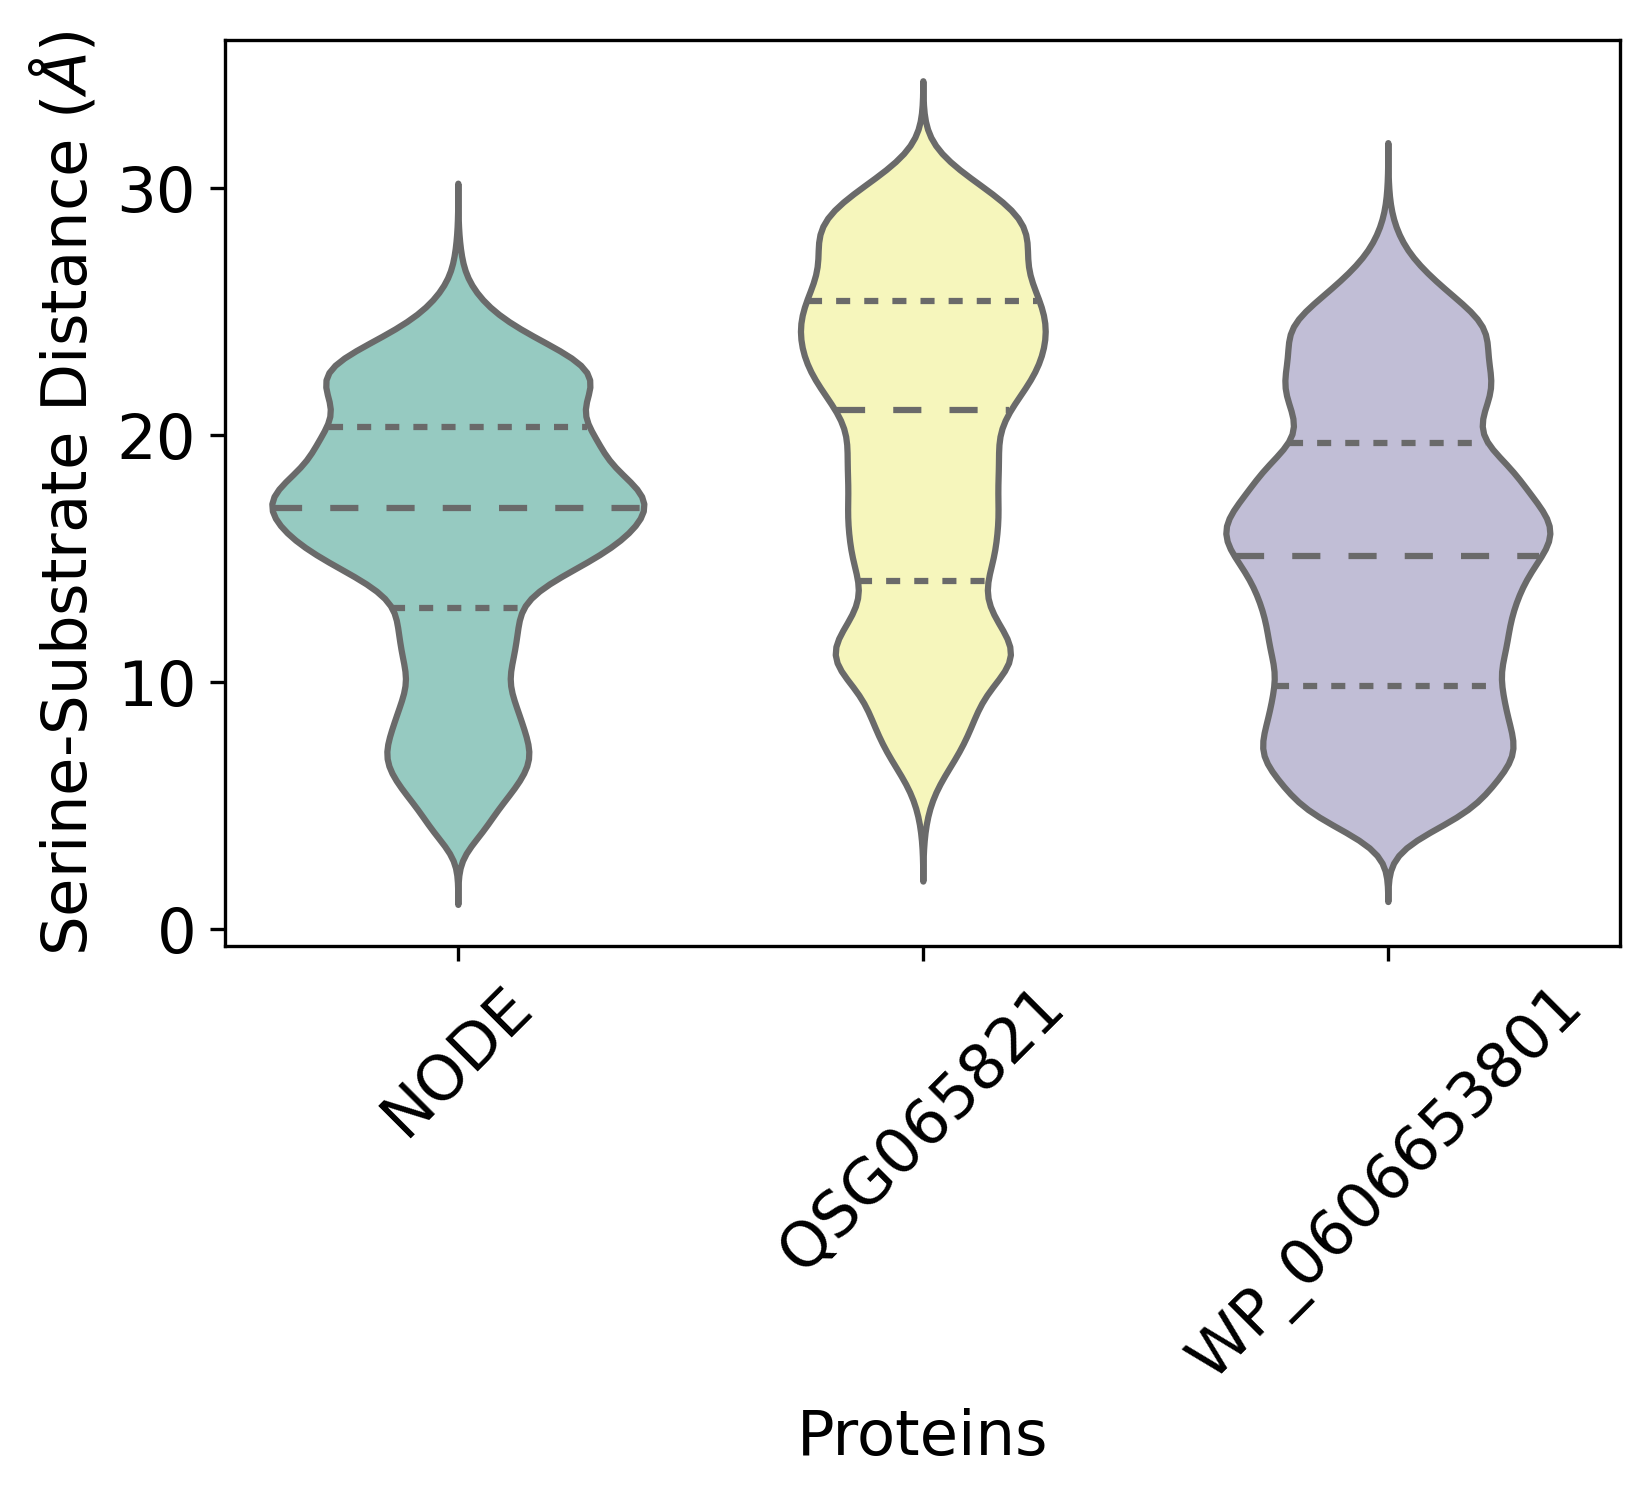 Serine-Substrate Distance (Å)
30
20
10
0
NODE
QSG065821
WP_060653801
Proteins